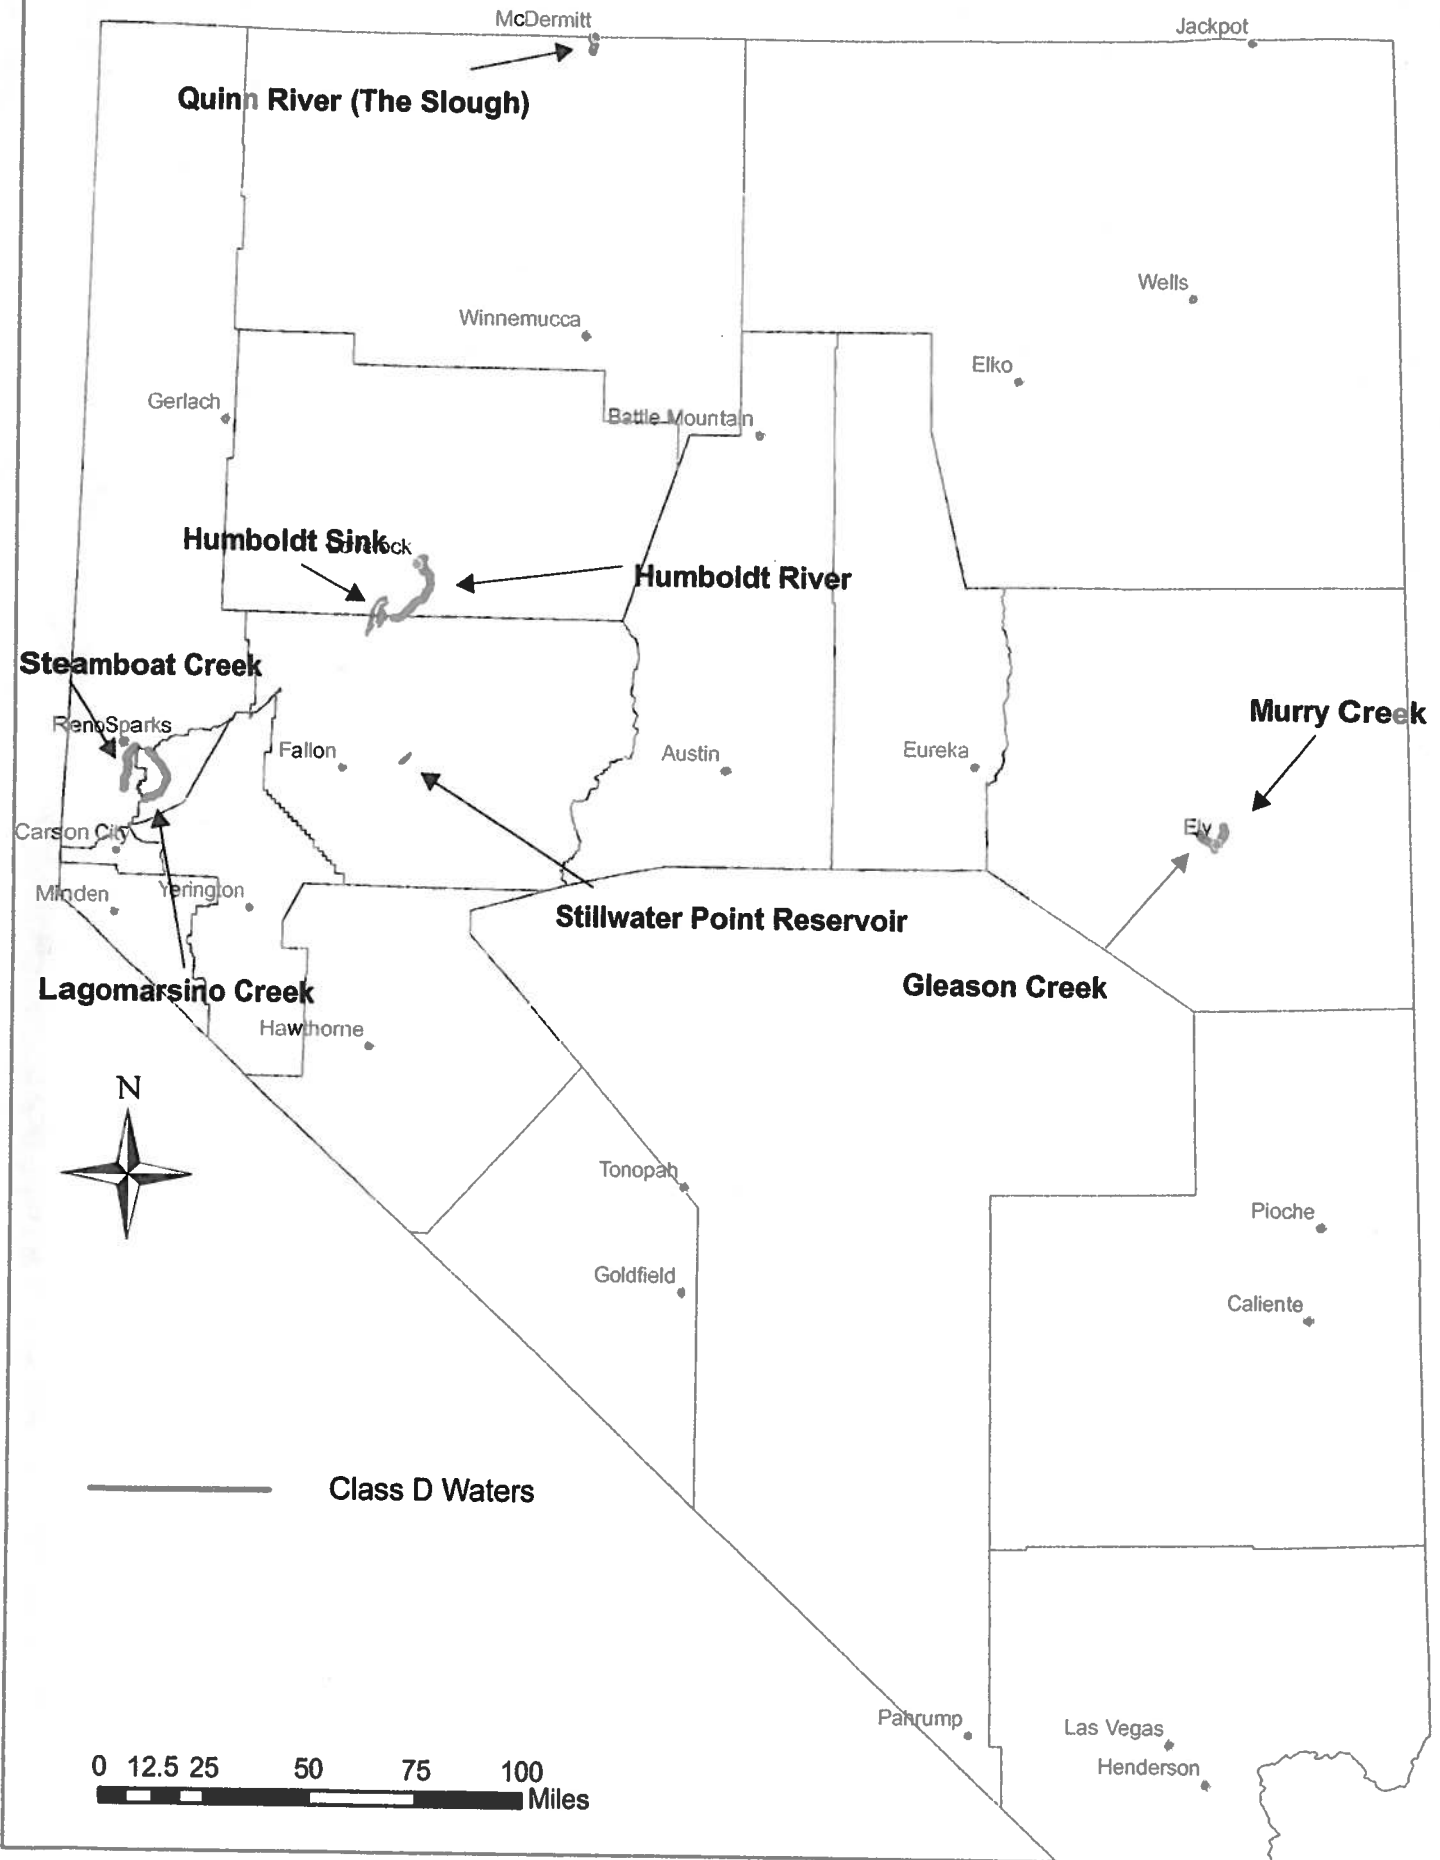 McDermitt
Jackpot
Quinn River (The Slough)
Wells
Winnemucca
Elko
Gerlach
Battle Mountain
Humboldt Sink
Humboldt River
Steamboat Creek
Murry Creek
Reno
Sparks
Fallon
Austin
Eureka
Ely
Carson City
Minden
Yerington
Stillwater Point Reservoir
Gleason Creek
Lagomarsino Creek
Hawthorne
N
Tonopah
Pioche
Goldfield
Caliente
Class D Waters
Pahrump
Las Vegas
Henderson
0 12.5 25 50 75 100
Miles